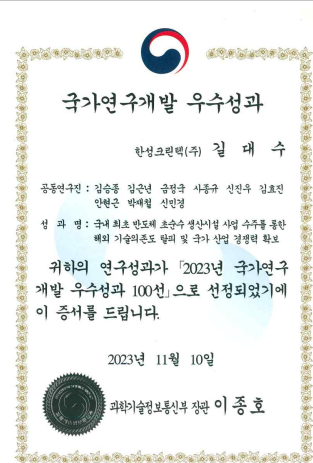 국가연구개발 우수성과
한성크린텍(주) 길 대 수
공동연구진 : 김승종 김근년 금정국 사종규 신진우 김효진
안현근 박매월 신민경
성 과 명 : 국내 최초 반도체 초순수 생산시설 사업 수주를 통한
해외 기술의존도 탈피 및 국가 산업 경쟁력 확보
귀하의 연구성과가 「2023년 국가연구
개발 우수성과 100선」으로 선정되었기에
이 증서를 드립니다.
2023년 11월 10일
과학기술정보통신부 장관 이종호